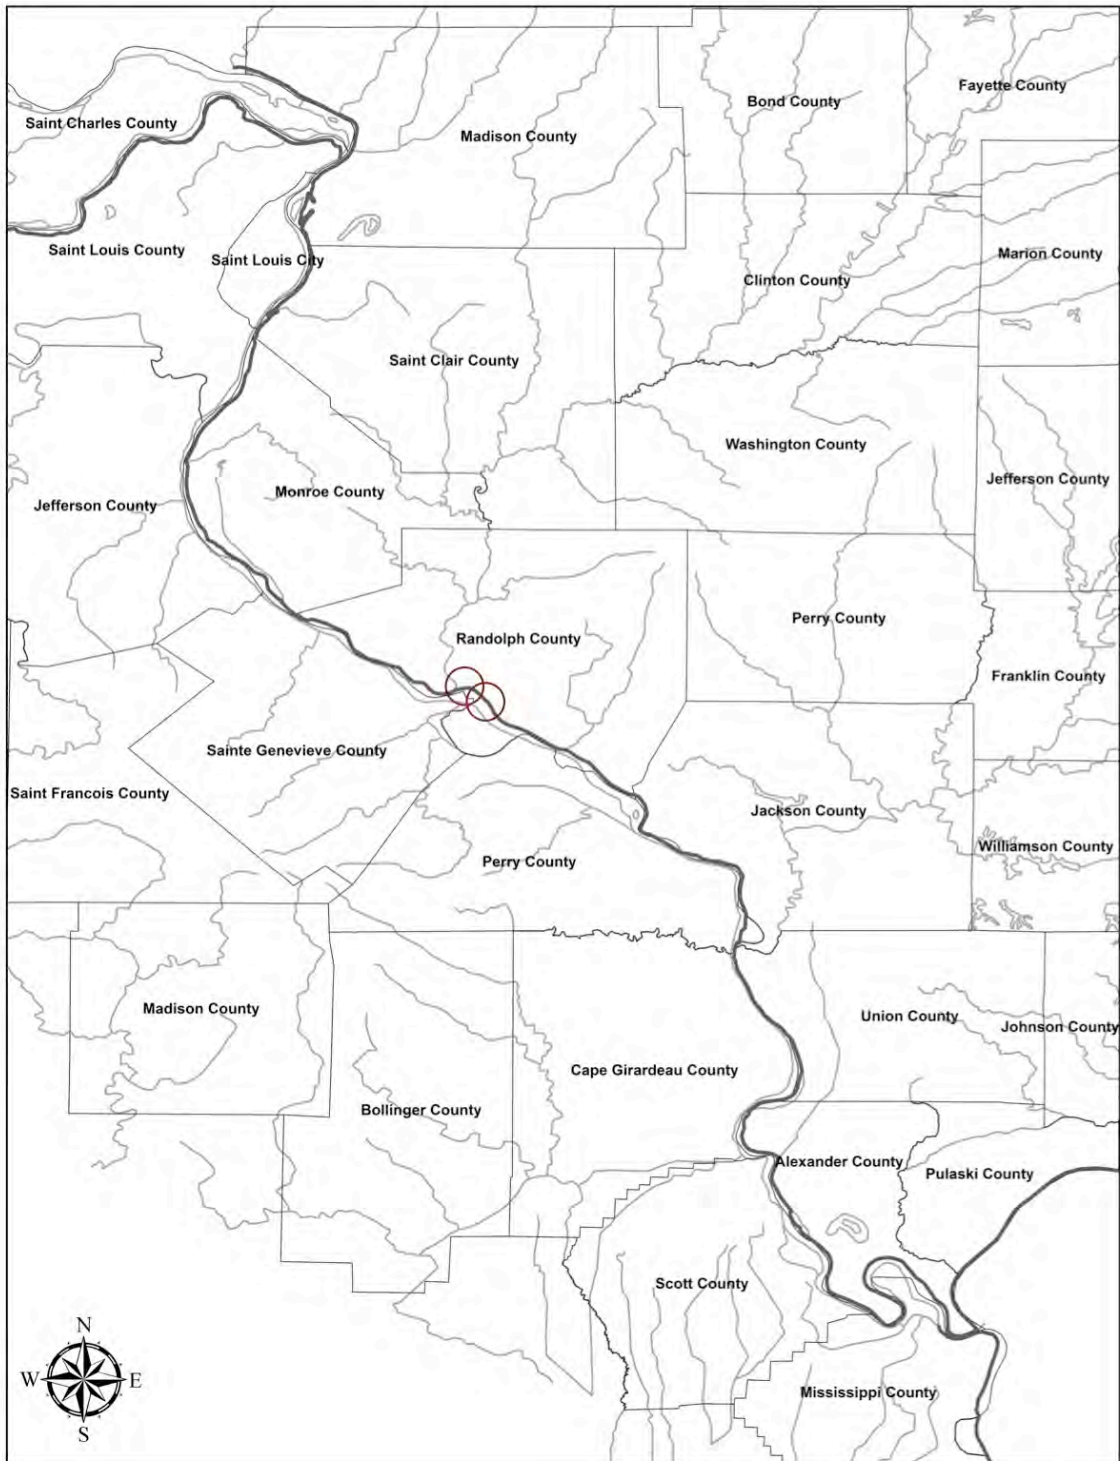 Fayette County
Bond County
Saint Charles County
Madison County
Saint Louis County
Marion County
Saint Louis City
Clinton County
Saint Clair County
Washington County
Jefferson County
Monroe County
Jefferson County
Perry County
Randolph County
Franklin County
Sainte Genevieve County
Saint Francois County
Jackson County
Williamson County
Perry County
Madison County
Union County
Johnson County
Cape Girardeau County
Bollinger County
Alexander County
Pulaski County
Scott County
N
W
E
S
Mississippi County